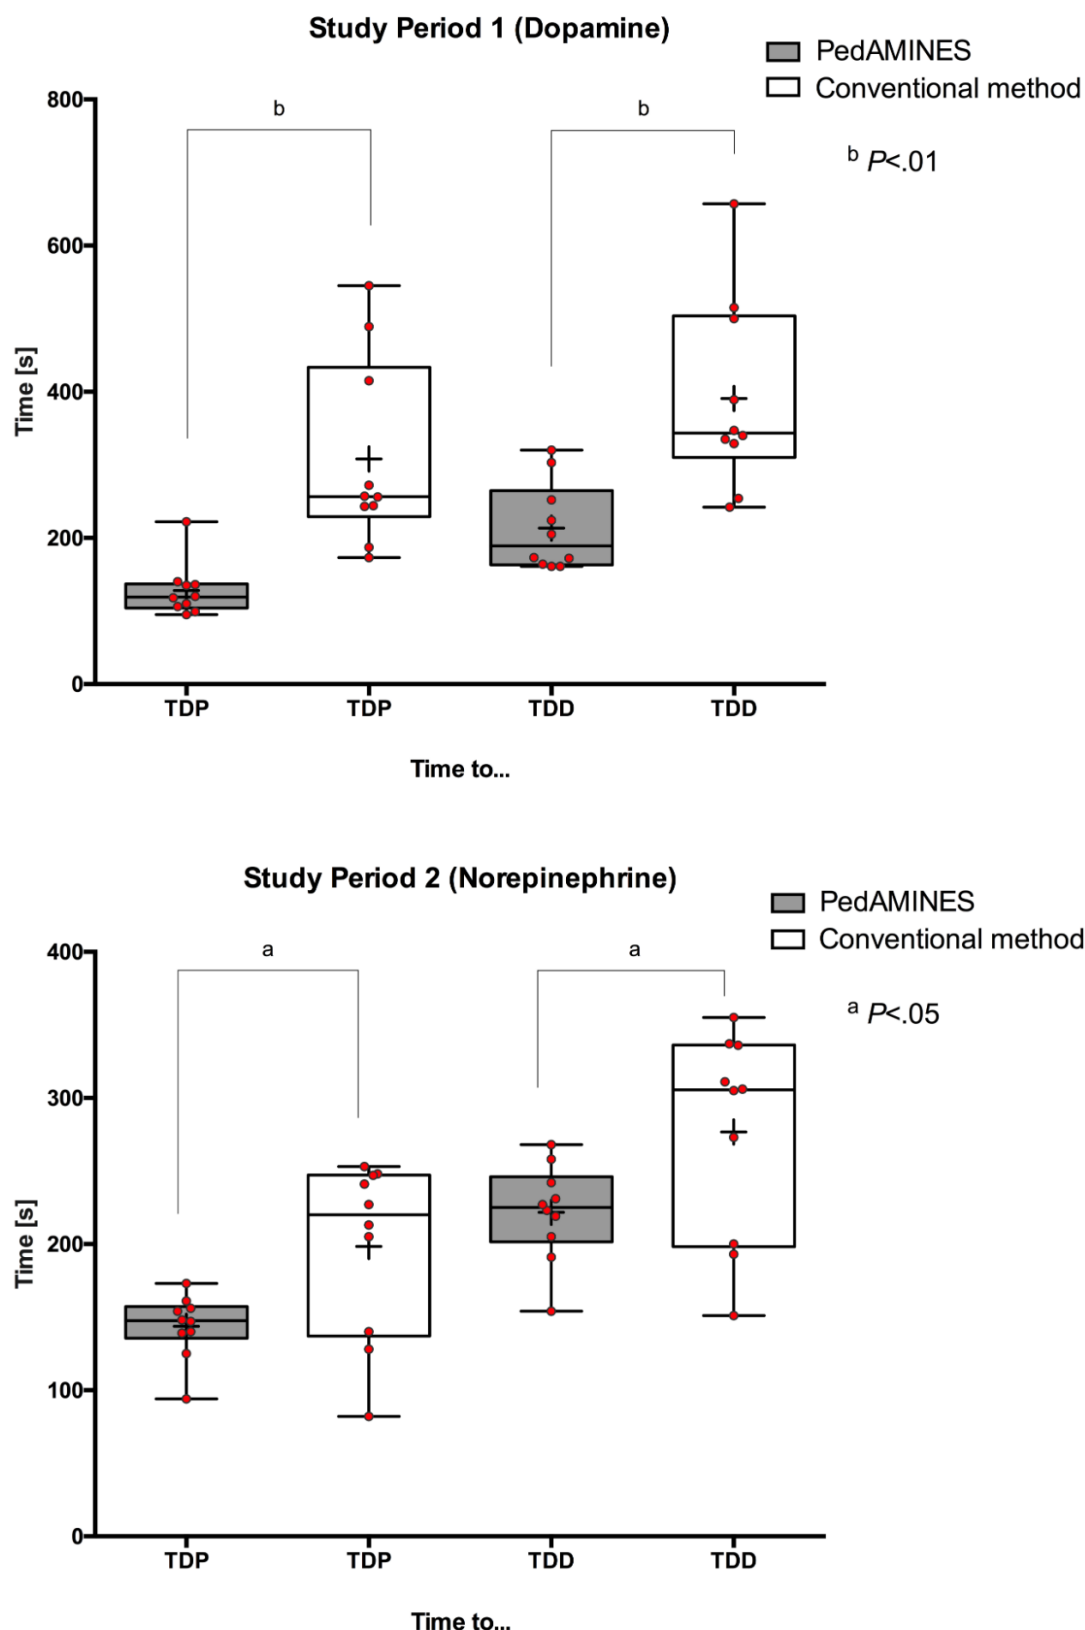 Study Period 1 (Dopamine)
PedAMINES
Conventional method
b P<.01
b
b
800
600
400
200
0
Time [s]
TDP
TDP
TDD
TDD
Time to...
Study Period 2 (Norepinephrine)
PedAMINES
Conventional method
a P<.05
a
a
400
300
200
100
0
Time [s]
TDP
TDP
TDD
TDD
Time to...